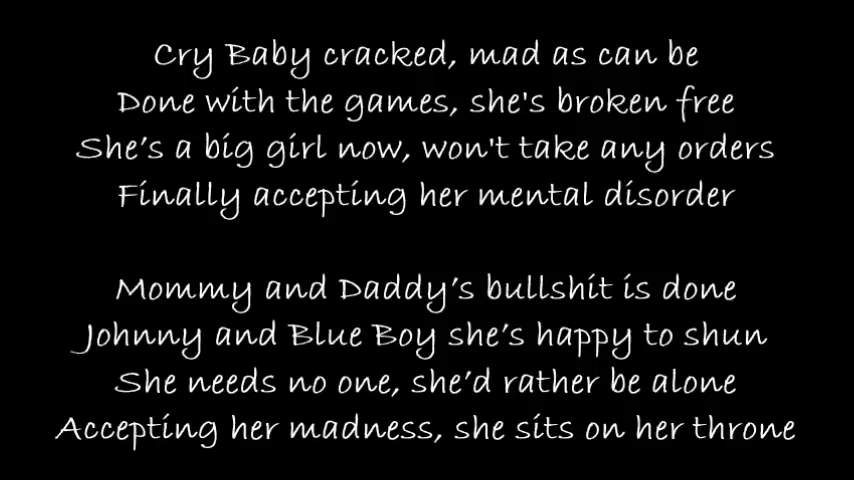 Cry Baby cracked, mad as can be
Done with the games, she's broken free
She's a big girl now, won't take any orders
Finally accepting her mental disorder
Mommy and Daddy's bullshit is done
Johnny and Blue Boy she's happy to shun
She needs no one, she'd rather be alone
Accepting her madness, she sits on her throne